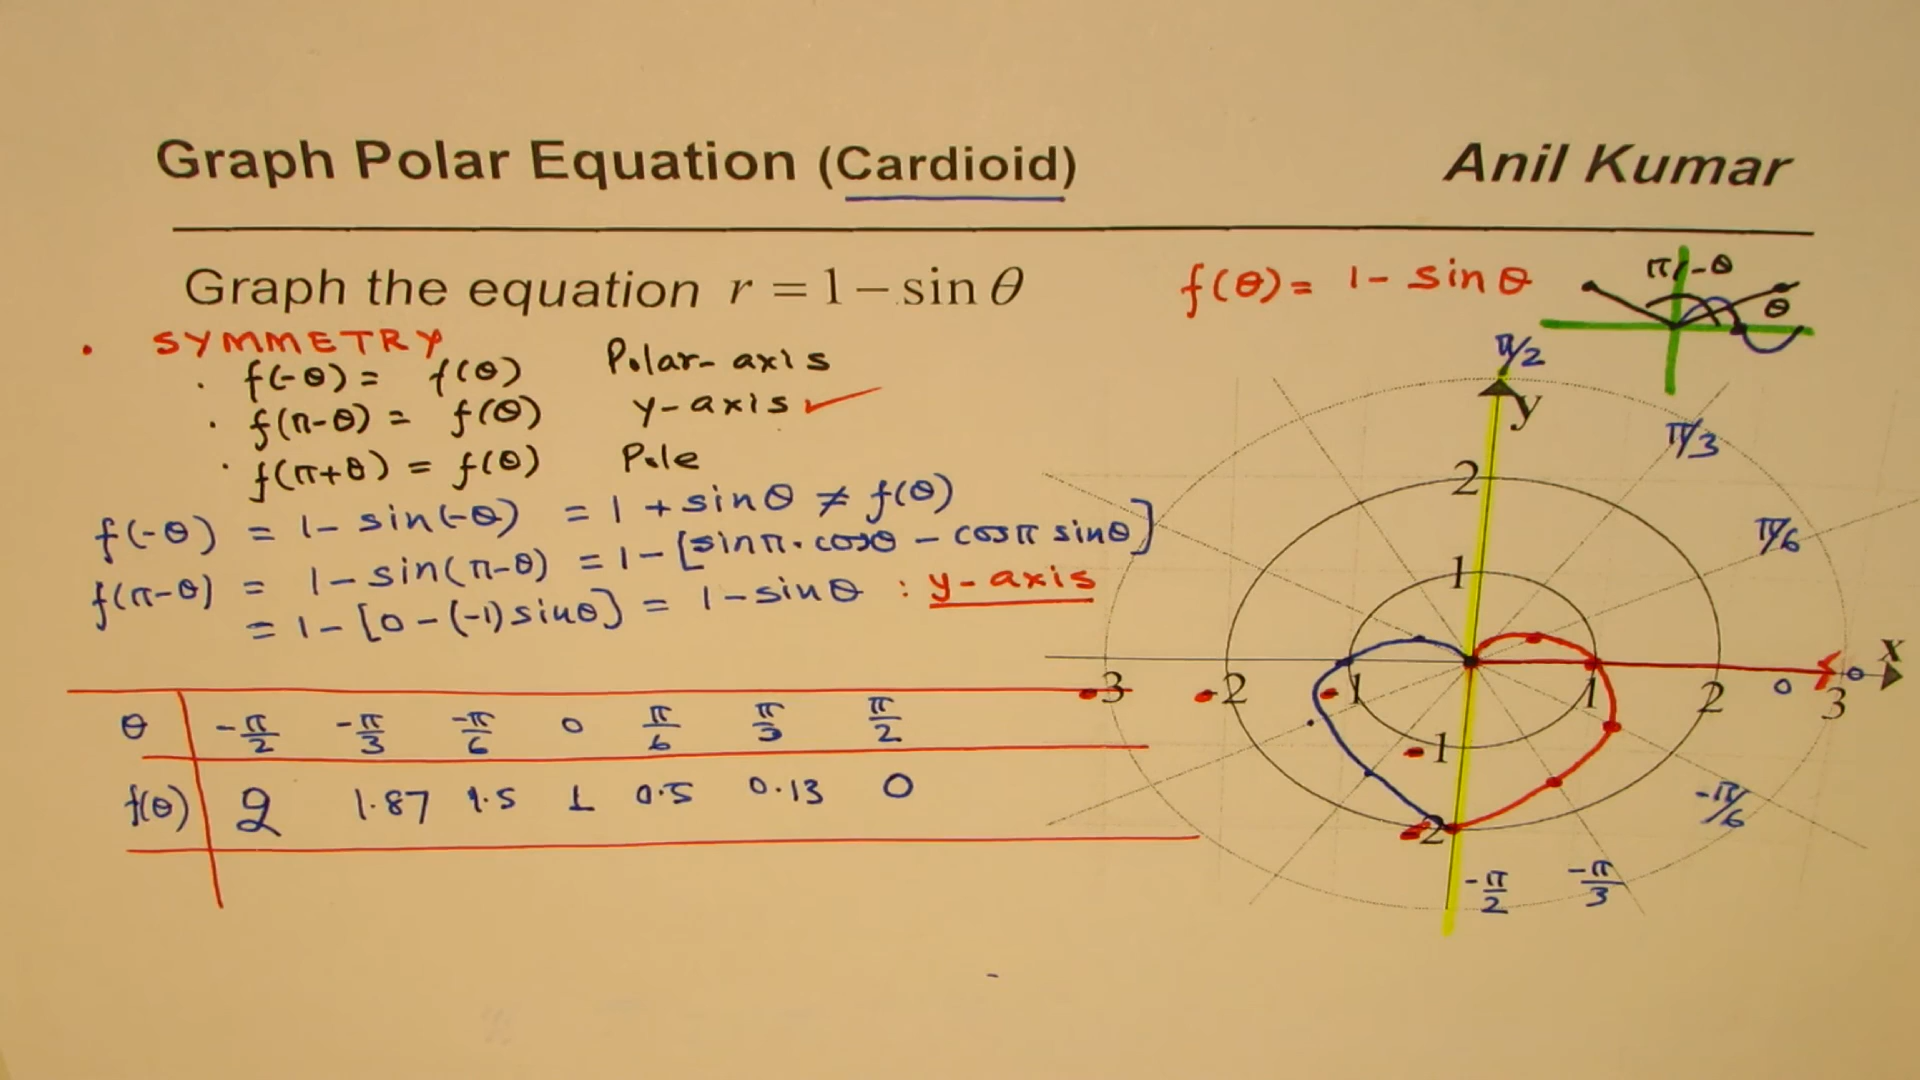 Graph Polar Equation (Cardioid)
Anil Kumar
Graph the equation r = 1 − sin θ
f(θ) = 1 - sinθ
π - θ
θ
• SYMMETRY
· f(-θ) = f(θ) Polar-axis
· f(π-θ) = f(θ) y-axis ✓
· f(π+θ) = f(θ) Pole
f(-θ) = 1 - sin(-θ) = 1 + sinθ ≠ f(θ)
f(π-θ) = 1 - sin(π-θ) = 1 - [sinπ·cosθ - cosπ sinθ]
= 1 - [0 - (-1)sinθ] = 1 - sinθ : y-axis
θ -π/2 -π/3 -π/6 0 π/6 π/3 π/2
f(θ) 2 1.87 1.5 1 0.5 0.13 0
π/2
y
π/3
2
π/6
1
x
-3 -2 -1 1 2 0 3 0
-1
-π/6
-2
-π/2 -π/3